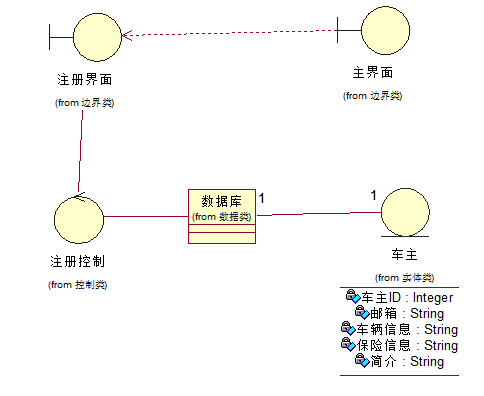 注册界面
(from 边界类)
主界面
(from 边界类)
注册控制
(from 控制类)
数据库
(from 数据类)
1
1
车主
(from 实体类)
车主ID : Integer
邮箱 : String
车辆信息 : String
保险信息 : String
简介 : String